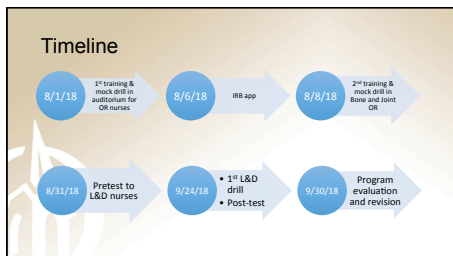 Timeline
8/1/18
1st training &
mock drill in
auditorium for
OR nurses
8/6/18
IRB app
8/8/18
2nd training &
mock drill in
Bone and Joint
OR
8/31/18
Pretest to
L&D nurses
9/24/18
• 1st L&D
drill
• Post-test
9/30/18
Program
evaluation
and revision